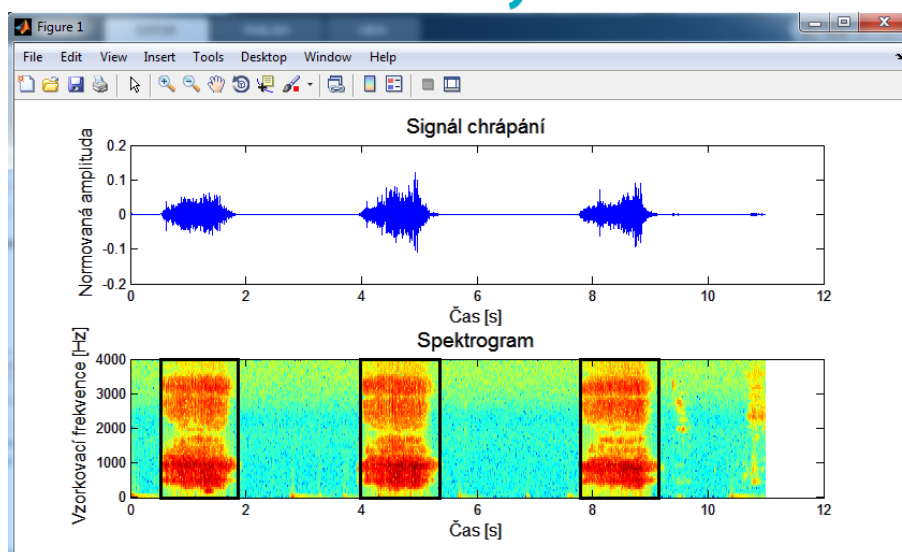 Figure 1
File Edit View Insert Tools Desktop Window Help
Signál chrápání
Normovaná amplituda
0.2
0.1
0
-0.1
-0.2
0 2 4 6 8 10 12
Čas [s]
Spektrogram
Vzorkovací frekvence [Hz]
4000
3000
2000
1000
0
0 2 4 6 8 10 12
Čas [s]